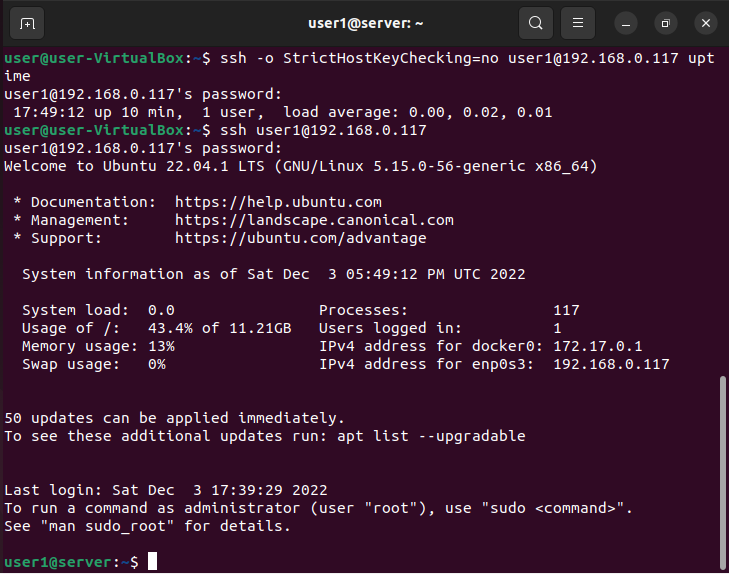 user1@server: ~
user@user-VirtualBox:~$ ssh -o StrictHostKeyChecking=no user1@192.168.0.117 upt
ime
user1@192.168.0.117's password:
 17:49:12 up 10 min,  1 user,  load average: 0.00, 0.02, 0.01
user@user-VirtualBox:~$ ssh user1@192.168.0.117
user1@192.168.0.117's password:
Welcome to Ubuntu 22.04.1 LTS (GNU/Linux 5.15.0-56-generic x86_64)

 * Documentation:  https://help.ubuntu.com
 * Management:     https://landscape.canonical.com
 * Support:        https://ubuntu.com/advantage

  System information as of Sat Dec  3 05:49:12 PM UTC 2022

  System load:  0.0                Processes:                117
  Usage of /:   43.4% of 11.21GB   Users logged in:          1
  Memory usage: 13%                IPv4 address for docker0: 172.17.0.1
  Swap usage:   0%                 IPv4 address for enp0s3:  192.168.0.117


50 updates can be applied immediately.
To see these additional updates run: apt list --upgradable


Last login: Sat Dec  3 17:39:29 2022
To run a command as administrator (user "root"), use "sudo <command>".
See "man sudo_root" for details.

user1@server:~$